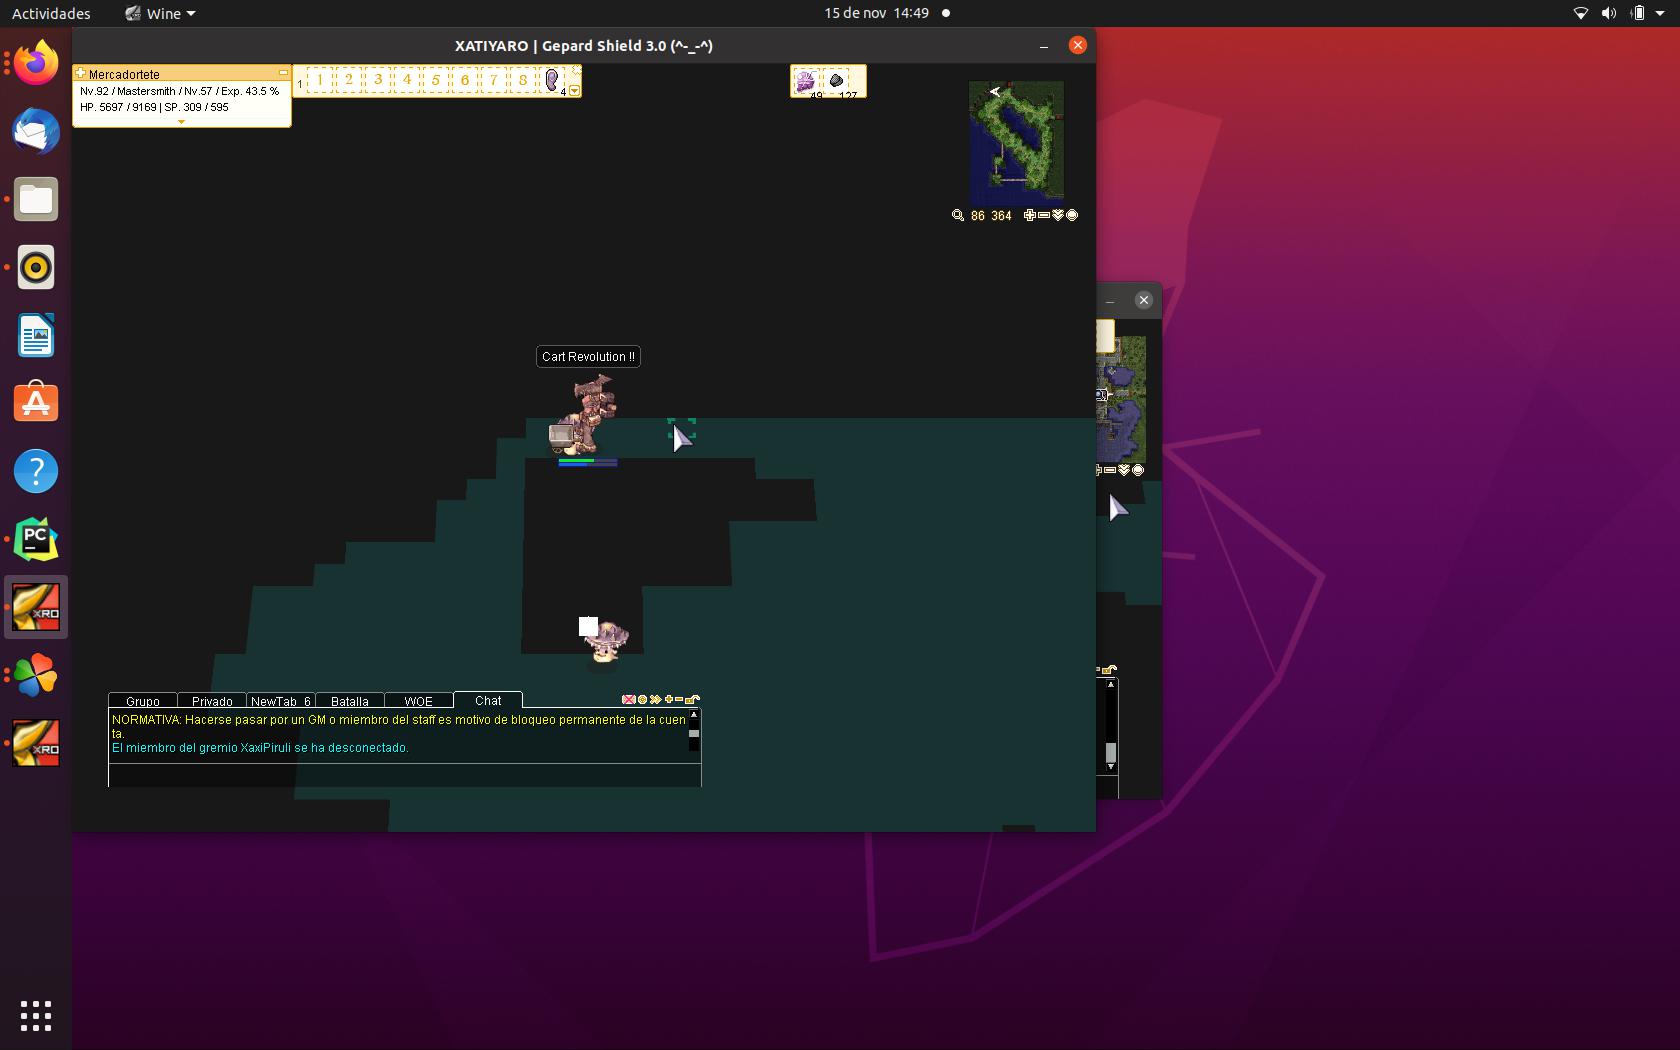 Actividades
Wine
15 de nov 14:49
XATIYARO | Gepard Shield 3.0 (^-_-^)
Mercadortete
Nv.92 / Mastersmith / Nv.57 / Exp. 43.5 %
HP. 5697 / 9169 | SP. 309 / 595
1 1 2 3 4 5 6 7 8 4
49 127
86 364
Cart Revolution !!
?
PC
XRO
XRO
Grupo Privado NewTab 6 Batalla WOE Chat
NORMATIVA: Hacerse pasar por un GM o miembro del staff es motivo de bloqueo permanente de la cuen
ta.
El miembro del gremio XaxiPiruli se ha desconectado.